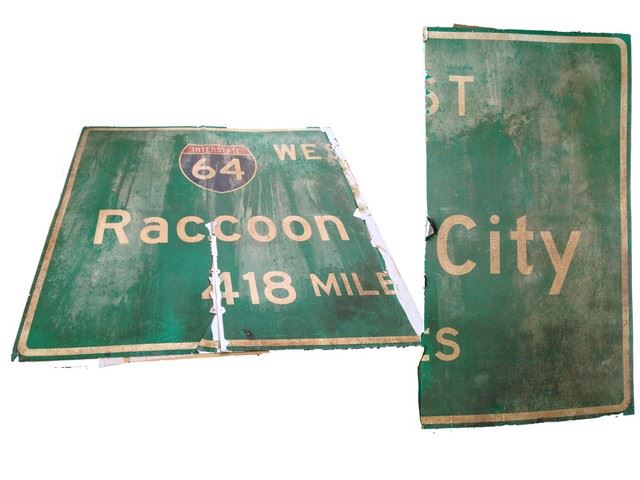 INTERSTATE
64 WEST
Raccoon City
418 MILES